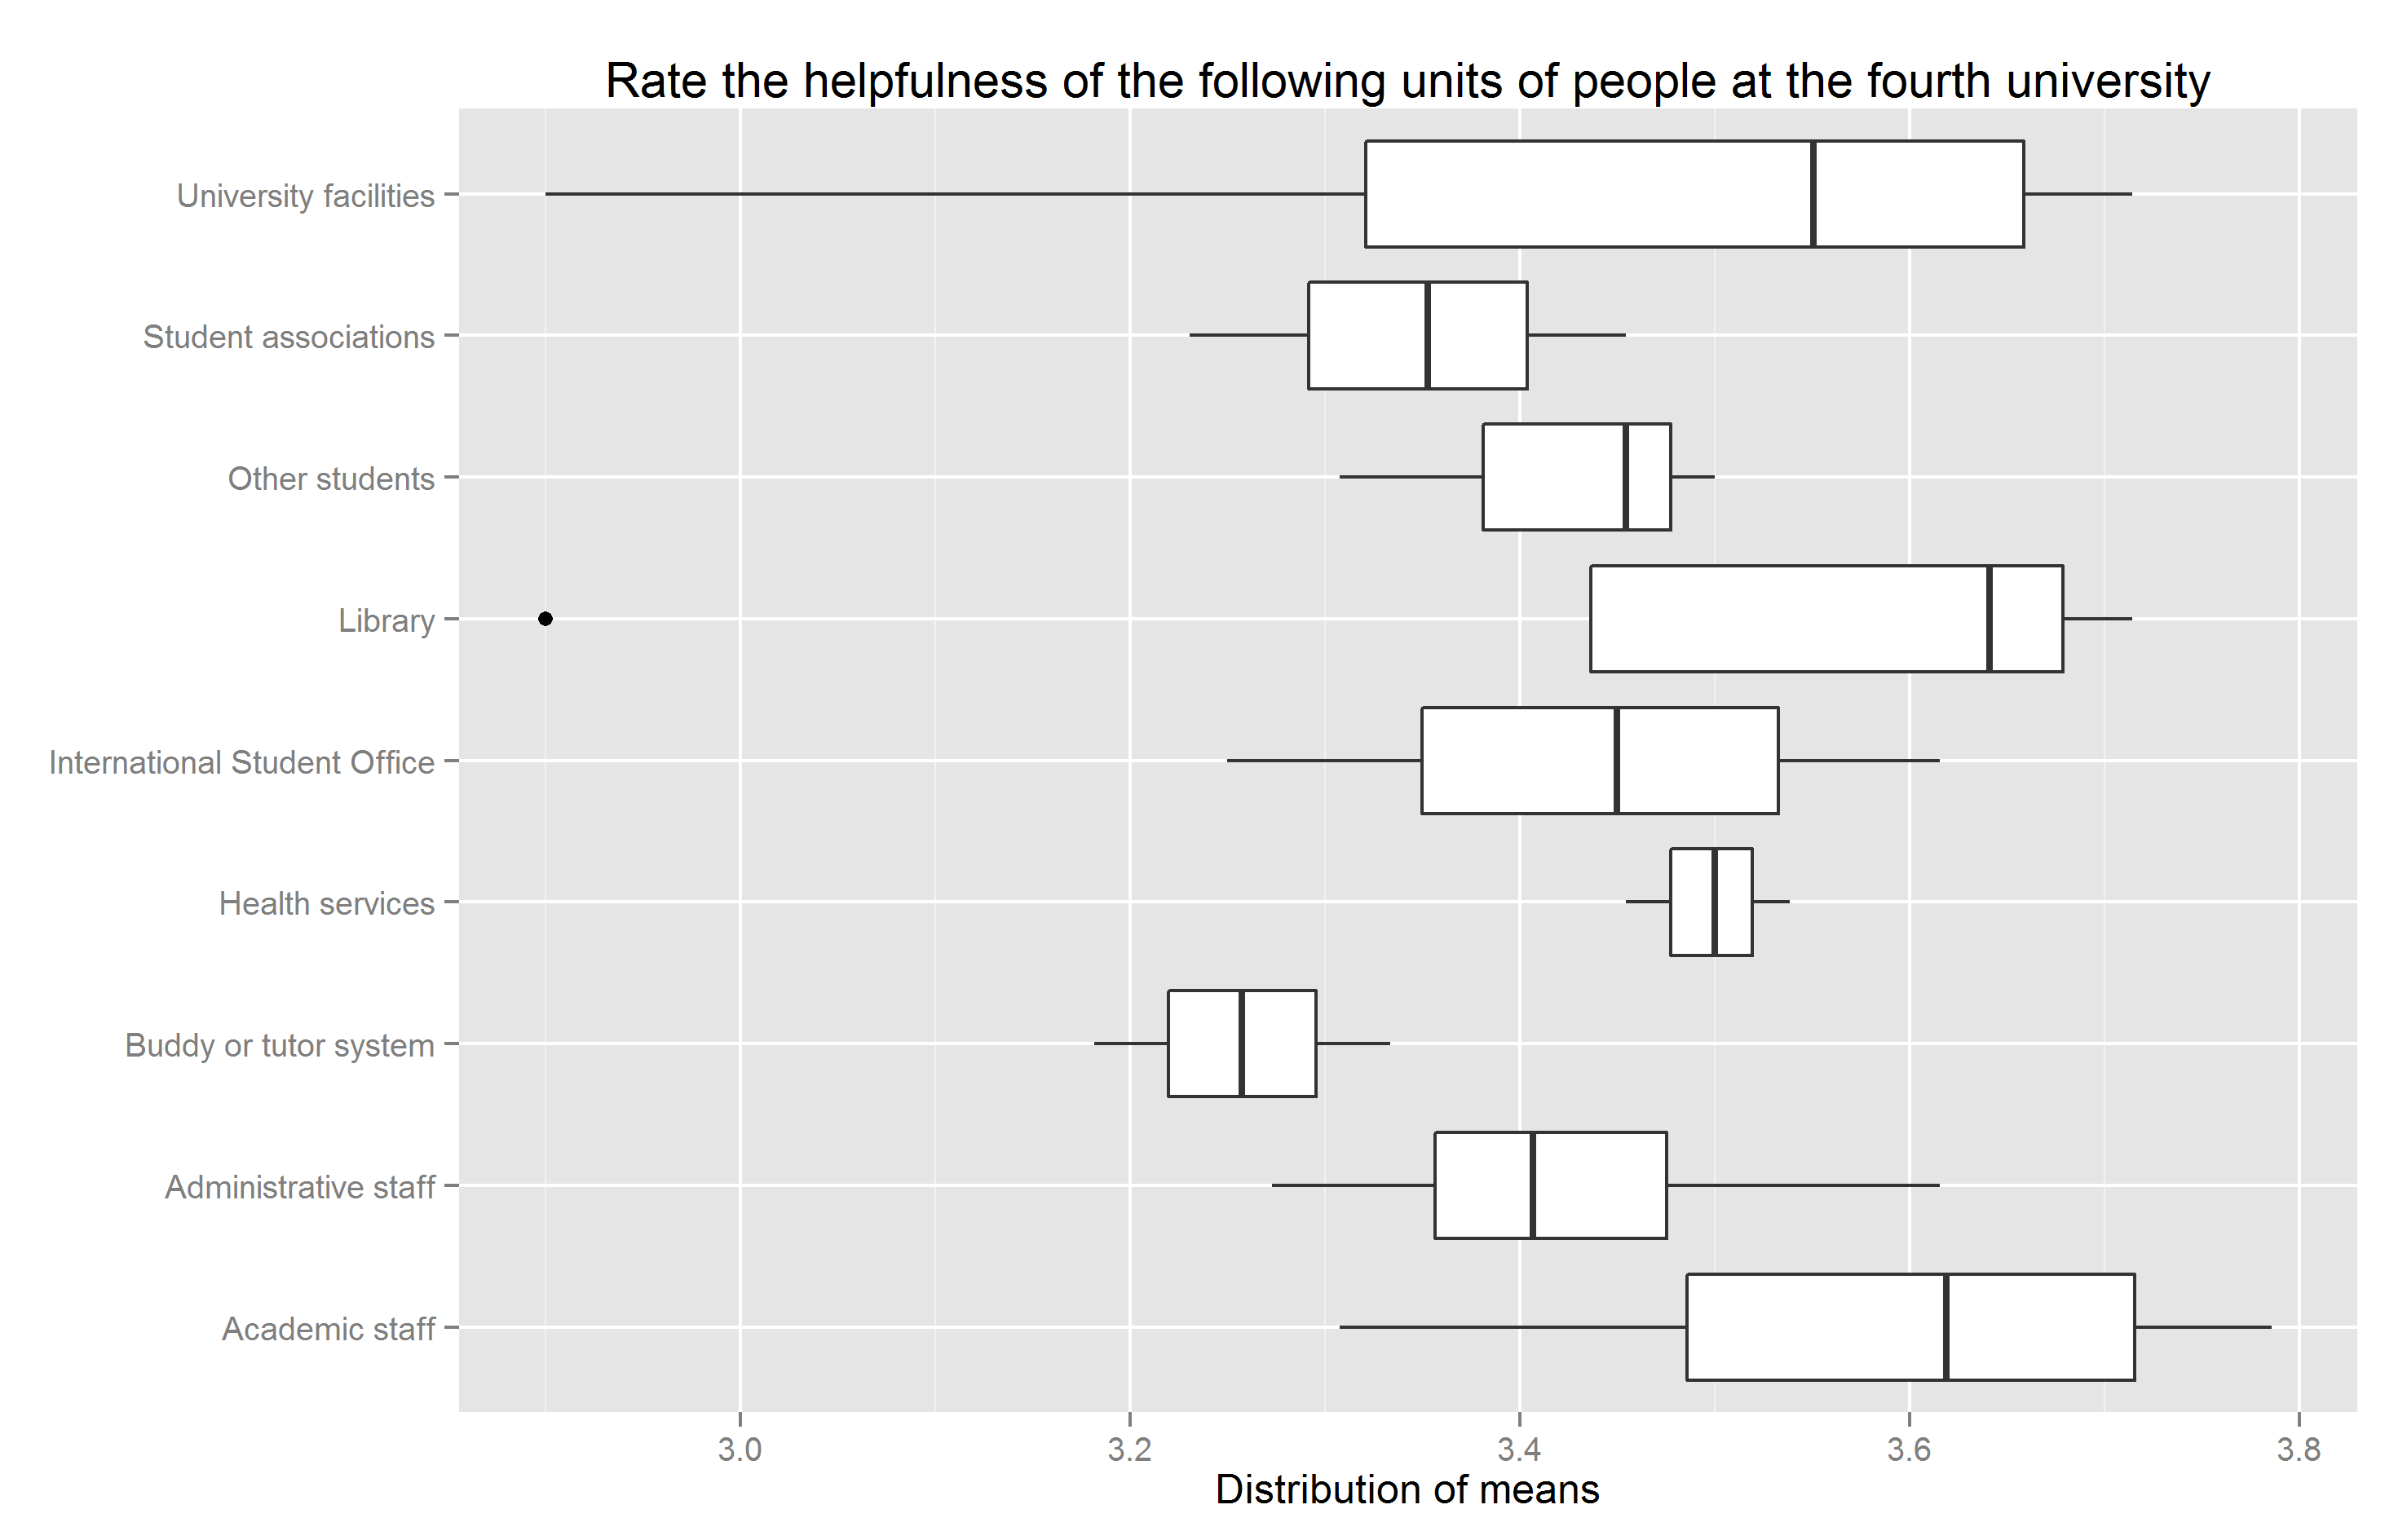 Rate the helpfulness of the following units of people at the fourth university
University facilities
Student associations
Other students
Library
International Student Office
Health services
Buddy or tutor system
Administrative staff
Academic staff
3.0 3.2 3.4 3.6 3.8
Distribution of means